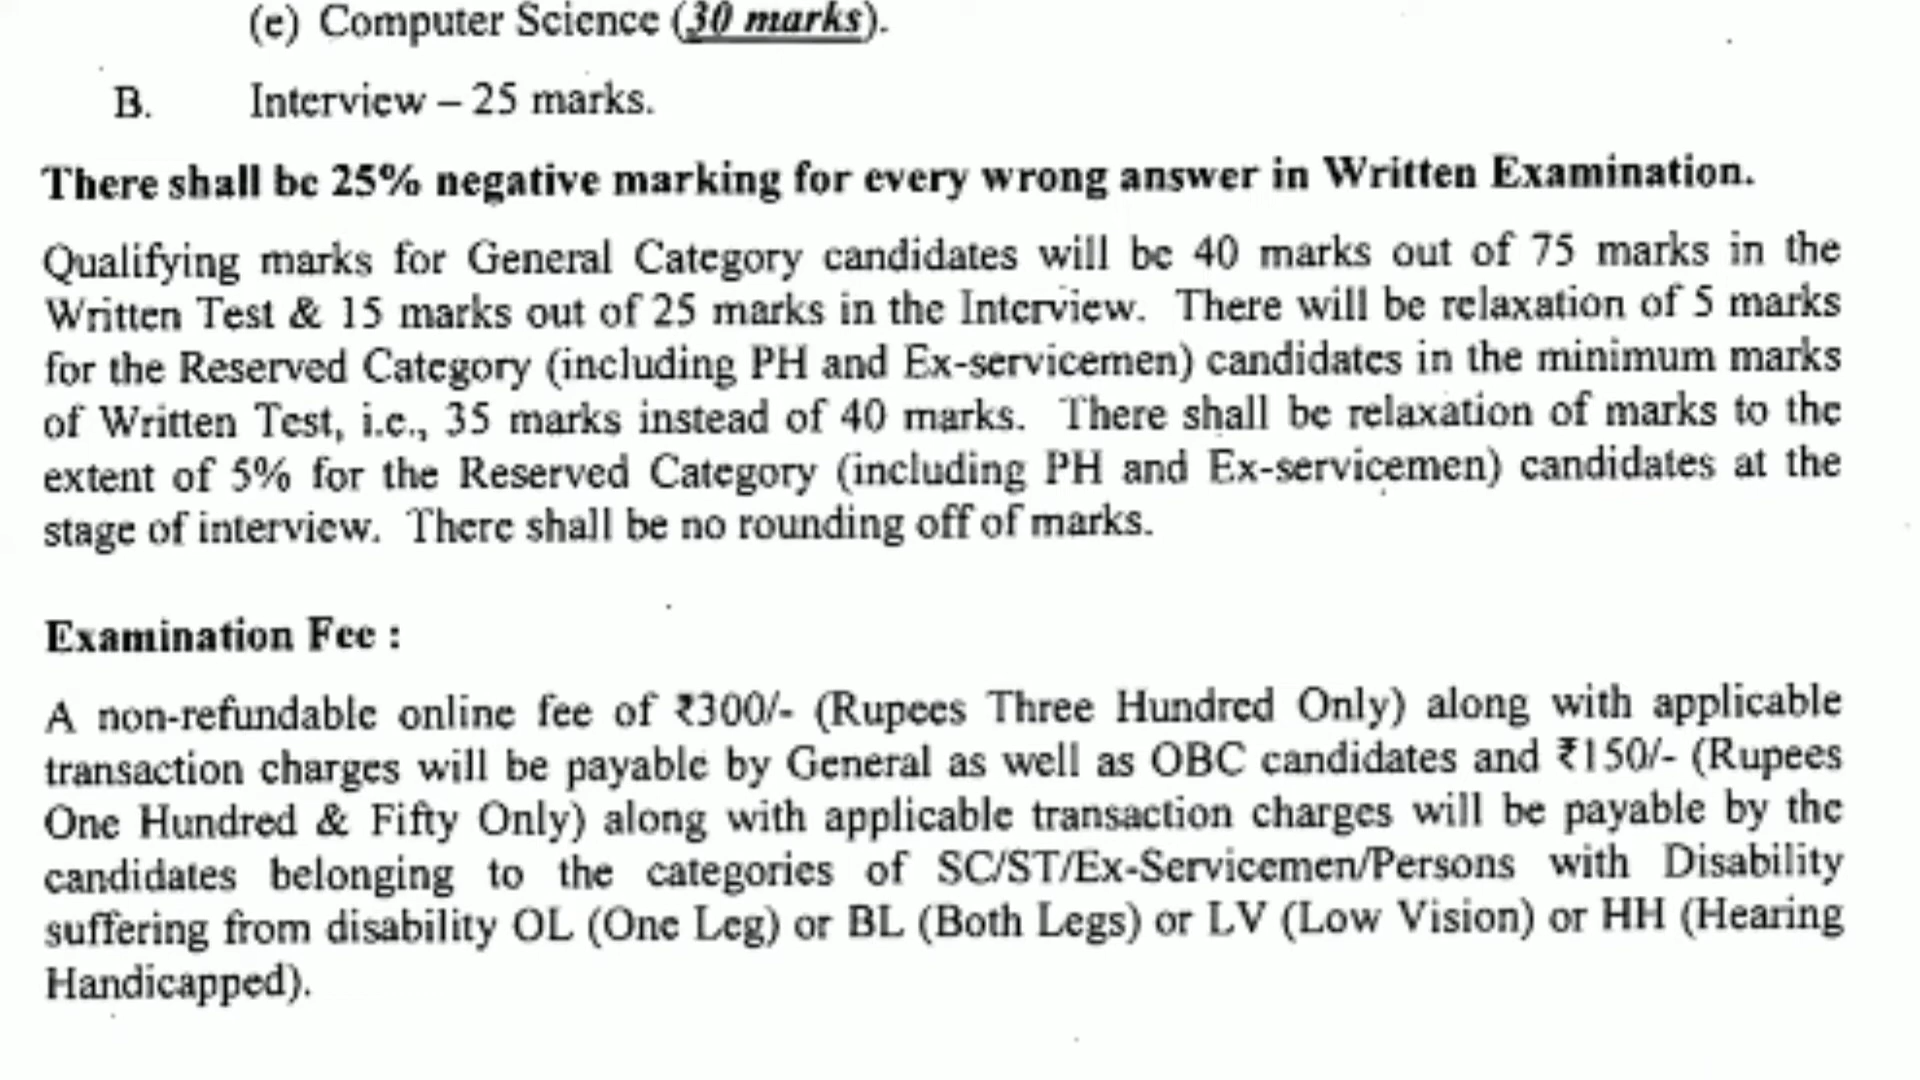 (e) Computer Science (30 marks).
B. Interview – 25 marks.
There shall be 25% negative marking for every wrong answer in Written Examination.
Qualifying marks for General Category candidates will be 40 marks out of 75 marks in the
Written Test & 15 marks out of 25 marks in the Interview. There will be relaxation of 5 marks
for the Reserved Category (including PH and Ex-servicemen) candidates in the minimum marks
of Written Test, i.e., 35 marks instead of 40 marks. There shall be relaxation of marks to the
extent of 5% for the Reserved Category (including PH and Ex-servicemen) candidates at the
stage of interview. There shall be no rounding off of marks.
Examination Fee :
A non-refundable online fee of ₹300/- (Rupees Three Hundred Only) along with applicable
transaction charges will be payable by General as well as OBC candidates and ₹150/- (Rupees
One Hundred & Fifty Only) along with applicable transaction charges will be payable by the
candidates belonging to the categories of SC/ST/Ex-Servicemen/Persons with Disability
suffering from disability OL (One Leg) or BL (Both Legs) or LV (Low Vision) or HH (Hearing
Handicapped).